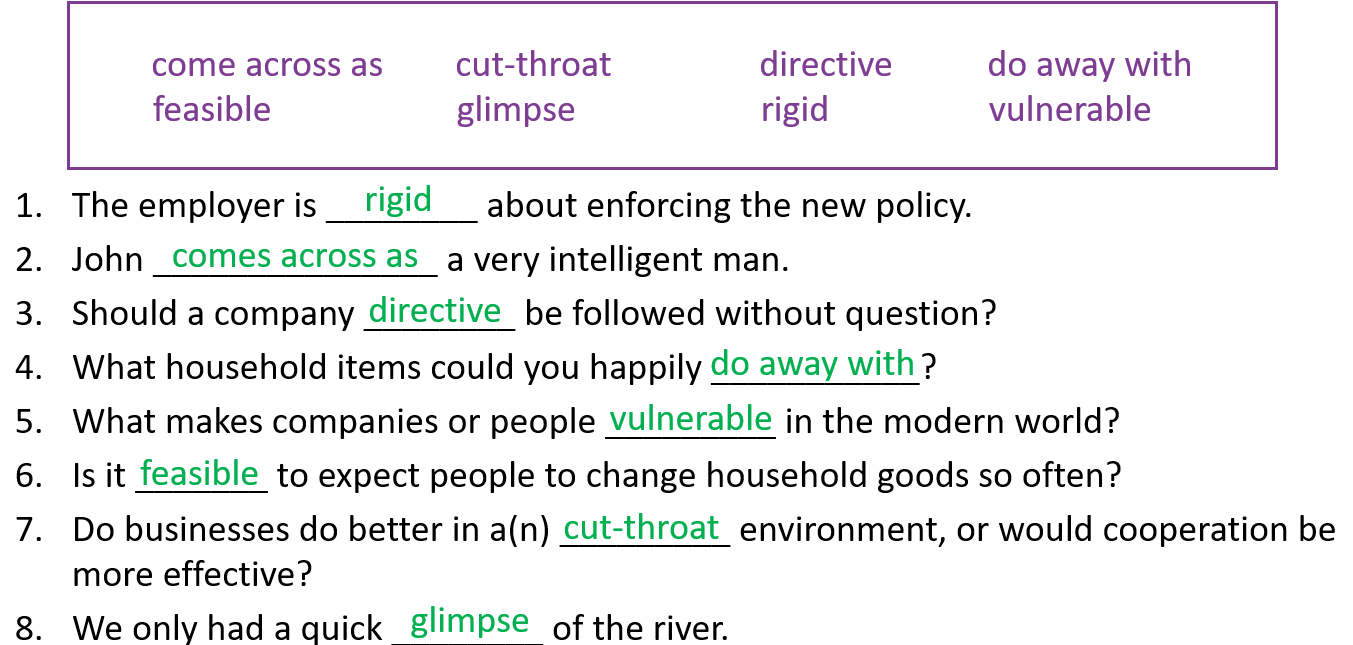 come across as cut-throat directive do away with
feasible glimpse rigid vulnerable
1. The employer is rigid about enforcing the new policy.
2. John comes across as a very intelligent man.
3. Should a company directive be followed without question?
4. What household items could you happily do away with?
5. What makes companies or people vulnerable in the modern world?
6. Is it feasible to expect people to change household goods so often?
7. Do businesses do better in a(n) cut-throat environment, or would cooperation be
more effective?
8. We only had a quick glimpse of the river.